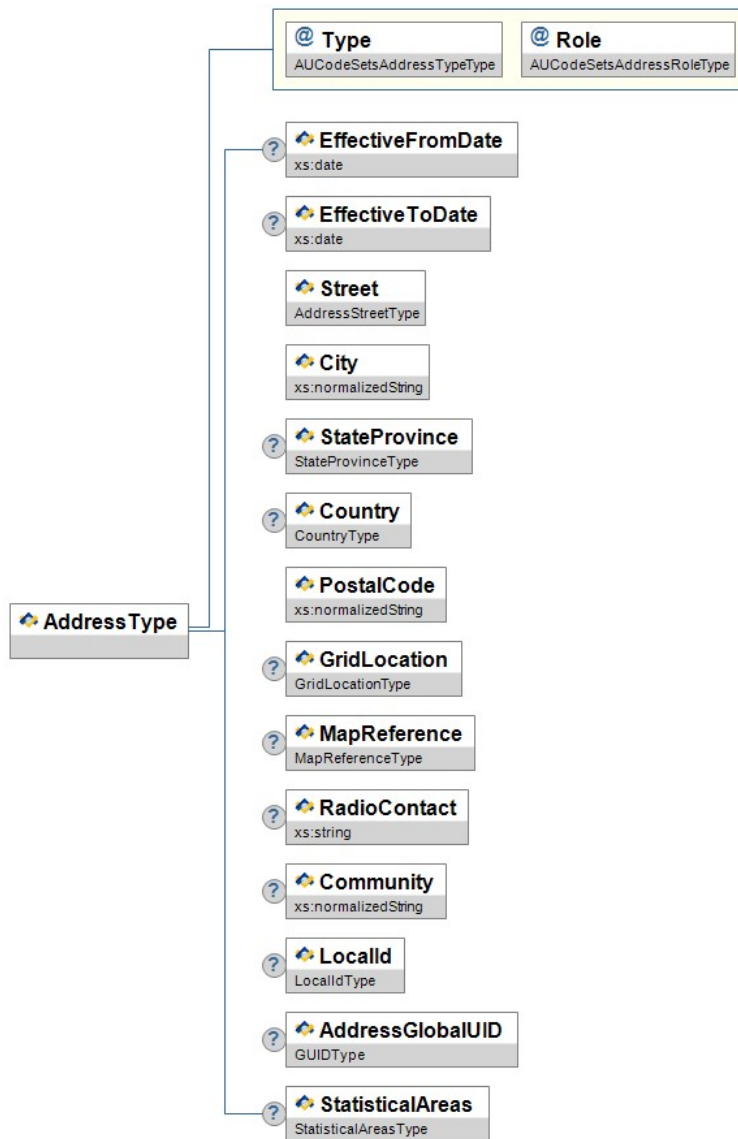 @ Type
AUCodeSetsAddressTypeType
@ Role
AUCodeSetsAddressRoleType
? EffectiveFromDate
xs:date
? EffectiveToDate
xs:date
Street
AddressStreetType
City
xs:normalizedString
? StateProvince
StateProvinceType
? Country
CountryType
PostalCode
xs:normalizedString
AddressType
? GridLocation
GridLocationType
? MapReference
MapReferenceType
? RadioContact
xs:string
? Community
xs:normalizedString
? LocalId
LocalIdType
? AddressGlobalUID
GUIDType
? StatisticalAreas
StatisticalAreasType